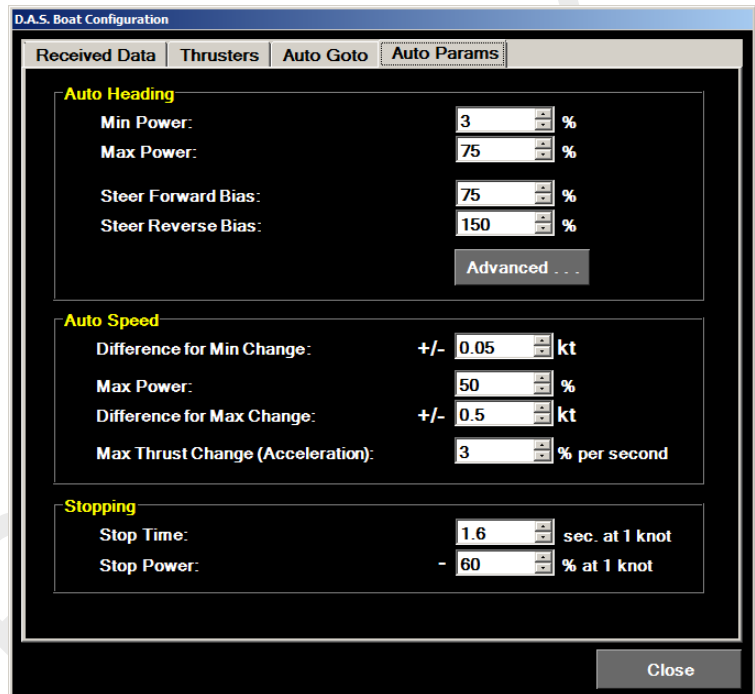 D.A.S. Boat Configuration
Received Data Thrusters Auto Goto Auto Params
Auto Heading
Min Power: 3 %
Max Power: 75 %
Steer Forward Bias: 75 %
Steer Reverse Bias: 150 %
Advanced . . .
Auto Speed
Difference for Min Change: +/- 0.05 kt
Max Power: 50 %
Difference for Max Change: +/- 0.5 kt
Max Thrust Change (Acceleration): 3 % per second
Stopping
Stop Time: 1.6 sec. at 1 knot
Stop Power: - 60 % at 1 knot
Close